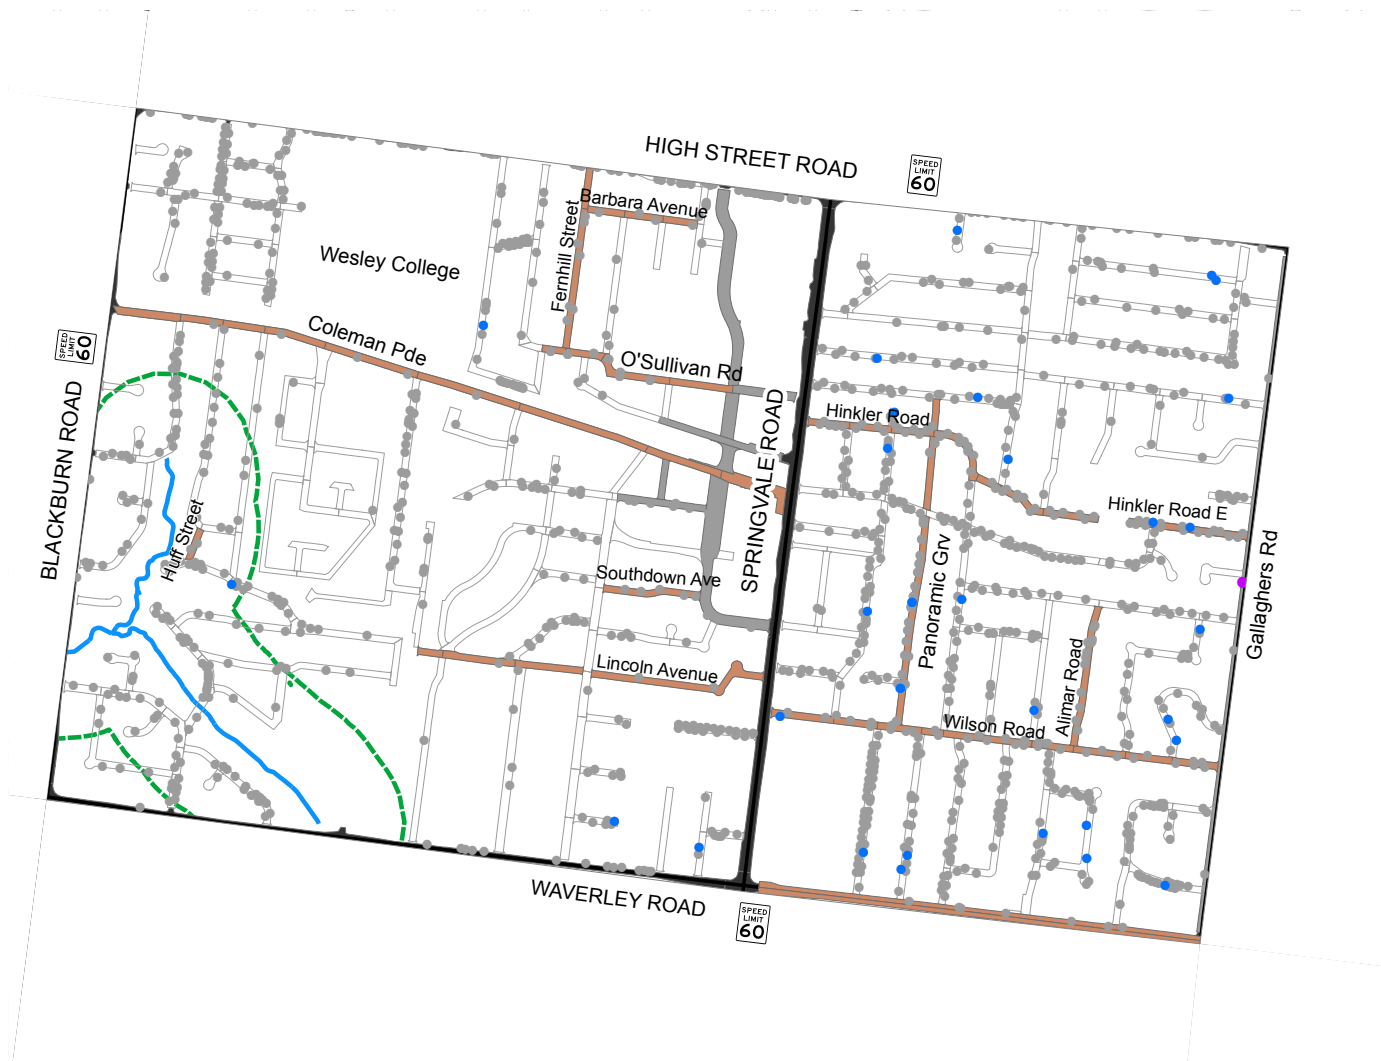 HIGH STREET ROAD
SPEED
LIMIT
60
Barbara Avenue
Fernhill Street
Wesley College
Coleman Pde
SPEED
LIMIT
60
O'Sullivan Rd
BLACKBURN ROAD
SPRINGVALE ROAD
Hinkler Road
Hinkler Road E
Huff Street
Southdown Ave
Panoramic Grv
Gallaghers Rd
Lincoln Avenue
Alimar Road
Wilson Road
WAVERLEY ROAD
SPEED
LIMIT
60